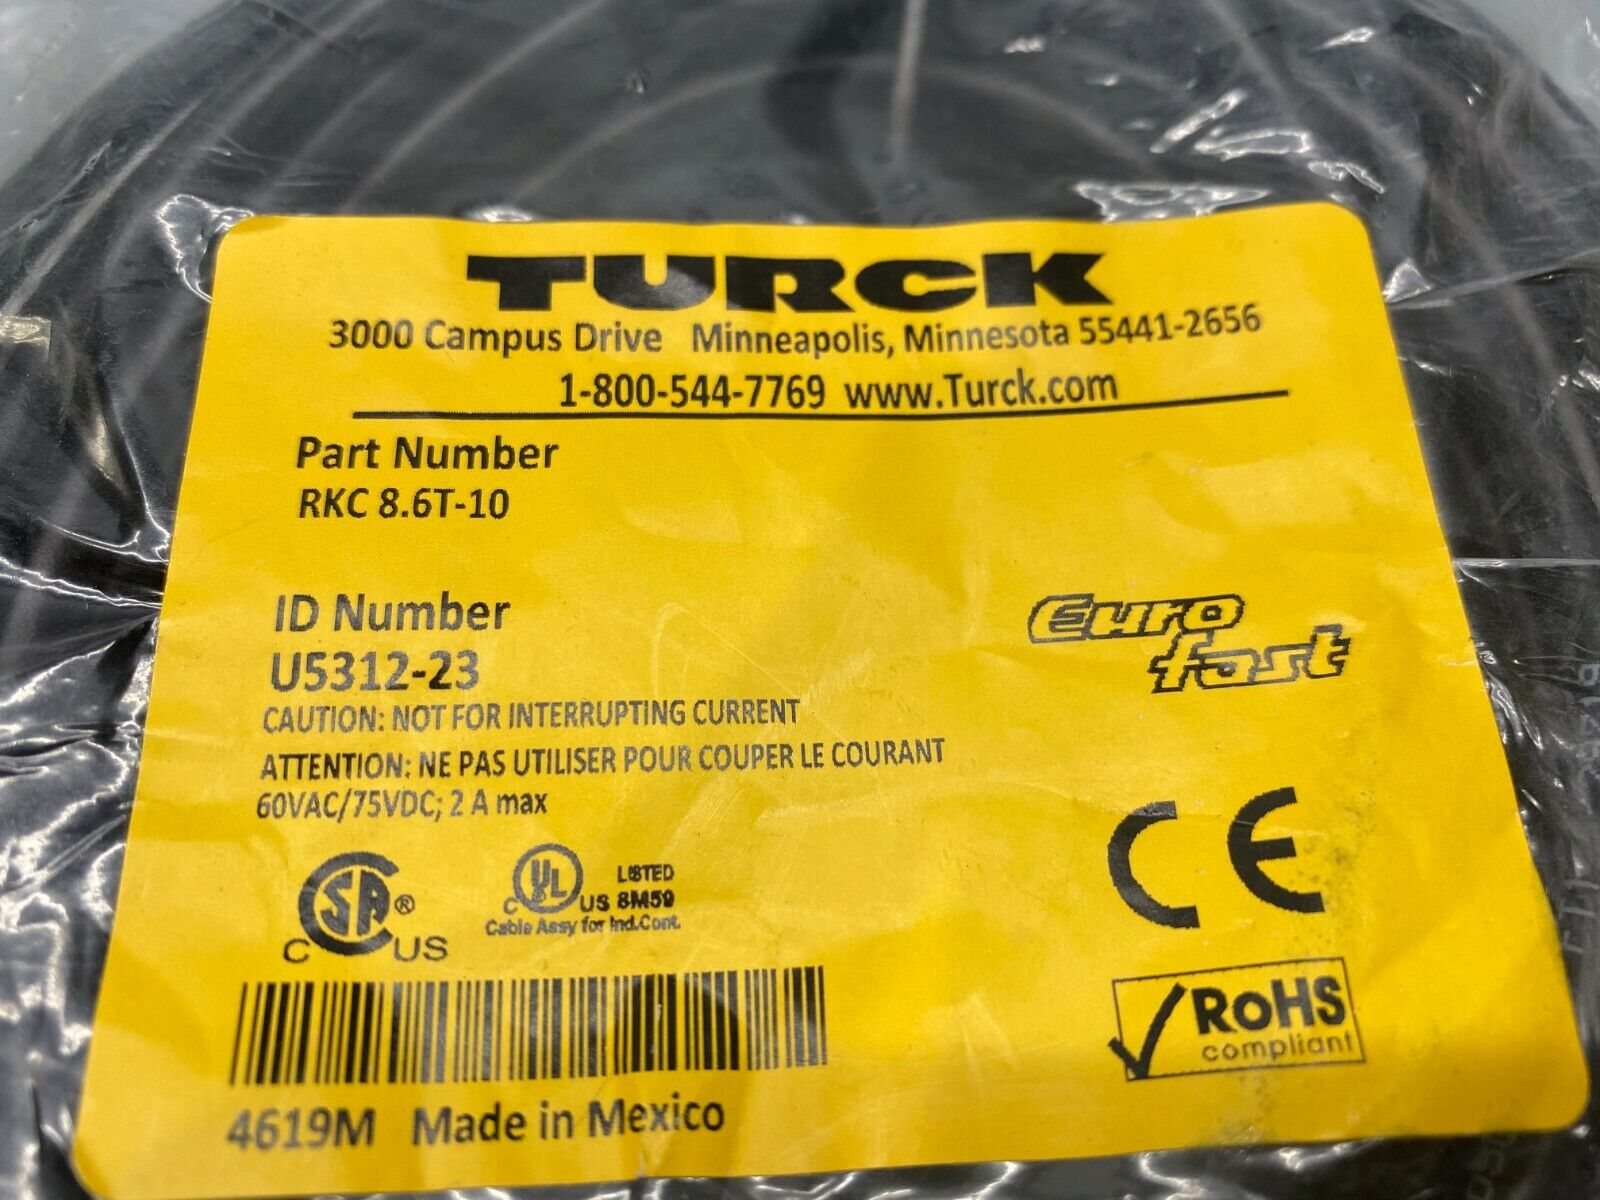 TURCK
3000 Campus Drive Minneapolis, Minnesota 55441-2656
1-800-544-7769 www.Turck.com
Part Number
RKC 8.6T-10
ID Number
U5312-23
Euro
fast
CAUTION: NOT FOR INTERRUPTING CURRENT
ATTENTION: NE PAS UTILISER POUR COUPER LE COURANT
60VAC/75VDC; 2 A max
CSA®
C US
UL LISTED
C US 8M59
Cable Assy for Ind.Cont.
CE
RoHS
compliant
4619M Made in Mexico